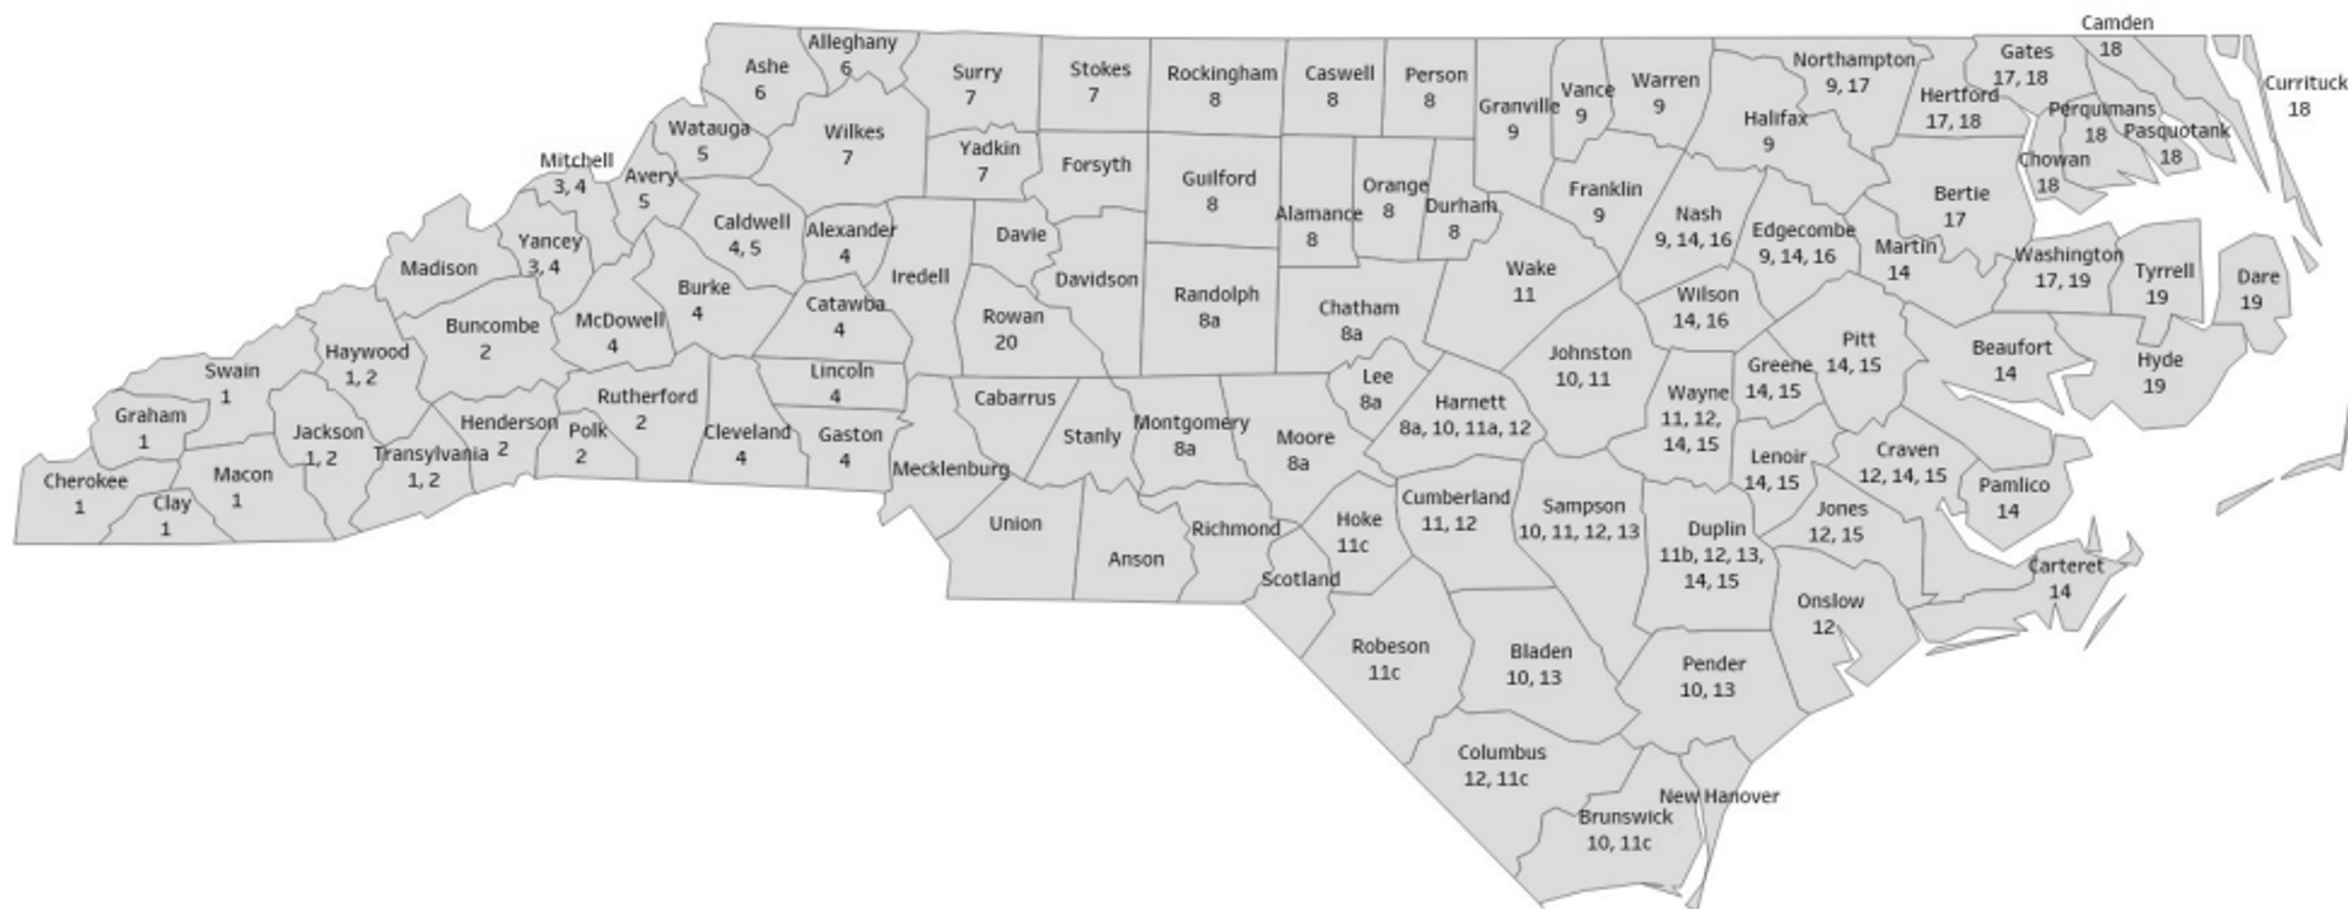 Camden
18
Alleghany
6
Ashe
6
Surry
7
Stokes
7
Rockingham
8
Caswell
8
Person
8
Granville
9
Vance
9
Warren
9
Northampton
9, 17
Gates
17, 18
Currituck
18
Hertford
17, 18
Perquimans
18
Pasquotank
18
Chowan
18
Halifax
9
Watauga
5
Wilkes
7
Yadkin
7
Forsyth
Guilford
8
Alamance
8
Orange
8
Durham
8
Franklin
9
Nash
9, 14, 16
Edgecombe
9, 14, 16
Martin
14
Bertie
17
Washington
17, 19
Tyrrell
19
Dare
19
Mitchell
3, 4
Avery
5
Yancey
3, 4
Caldwell
4, 5
Alexander
4
Iredell
Davie
Davidson
Randolph
8a
Chatham
8a
Wake
11
Wilson
14, 16
Madison
Buncombe
2
McDowell
4
Burke
4
Catawba
4
Rowan
20
Johnston
10, 11
Pitt
14, 15
Greene
14, 15
Beaufort
14
Hyde
19
Haywood
1, 2
Swain
1
Graham
1
Jackson
1, 2
Transylvania
1, 2
Henderson
2
Polk
2
Rutherford
2
Cleveland
4
Lincoln
4
Gaston
4
Cabarrus
Mecklenburg
Stanly
Montgomery
8a
Moore
8a
Lee
8a
Harnett
8a, 10, 11a, 12
Wayne
11, 12,
14, 15
Lenoir
14, 15
Craven
12, 14, 15
Pamlico
14
Cherokee
1
Clay
1
Macon
1
Union
Anson
Richmond
Scotland
Hoke
11c
Cumberland
11, 12
Sampson
10, 11, 12, 13
Duplin
11b, 12, 13,
14, 15
Jones
12, 15
Onslow
12
Carteret
14
Robeson
11c
Bladen
10, 13
Pender
10, 13
Columbus
12, 11c
New Hanover
Brunswick
10, 11c